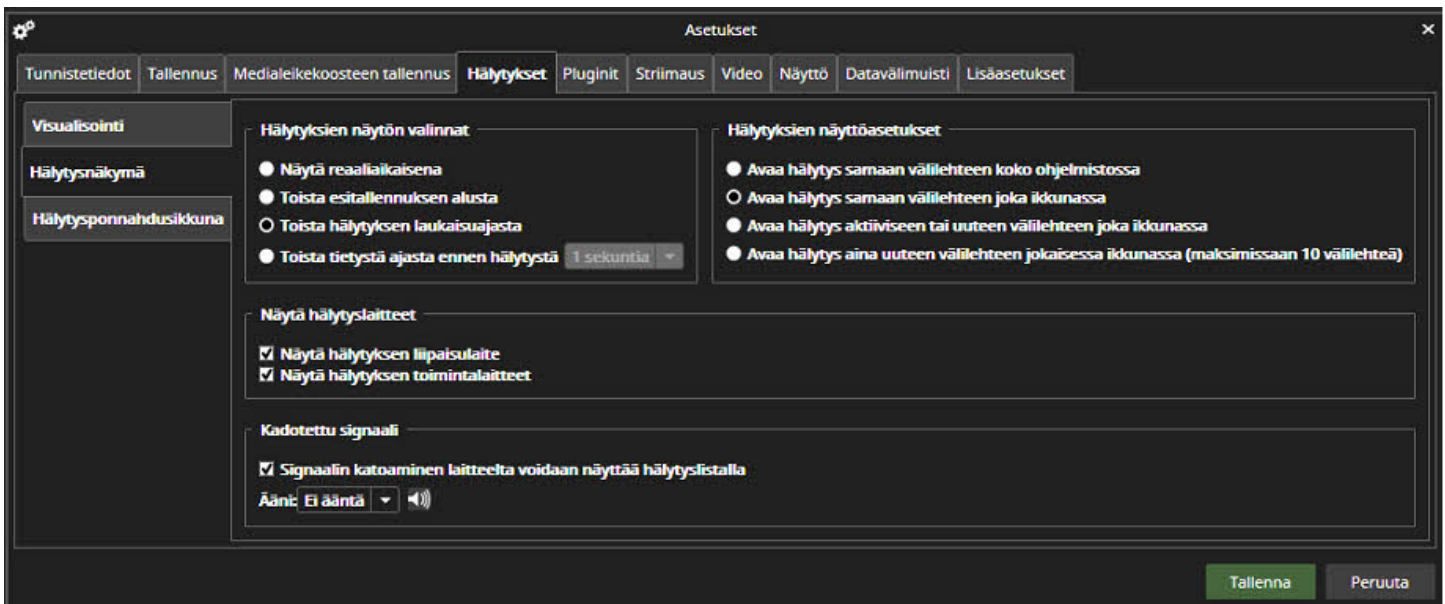 Asetukset
Tunnistetiedot Tallennus Medialeikekoosteen tallennus Hälytykset Pluginit Striimaus Video Näyttö Datavälimuisti Lisäasetukset
Visualisointi
Hälytysnäkymä
Hälytysponnahdusikkuna
Hälytyksien näytön valinnat
Näytä reaaliaikaisena
Toista esitallennuksen alusta
Toista hälytyksen laukaisuajasta
Toista tietystä ajasta ennen hälytystä 1 sekuntia
Hälytyksien näyttöasetukset
Avaa hälytys samaan välilehteen koko ohjelmistossa
Avaa hälytys samaan välilehteen joka ikkunassa
Avaa hälytys aktiiviseen tai uuteen välilehteen joka ikkunassa
Avaa hälytys aina uuteen välilehteen jokaisessa ikkunassa (maksimissaan 10 välilehteä)
Näytä hälytyslaitteet
Näytä hälytyksen liipaisulaite
Näytä hälytyksen toimintalaitteet
Kadotettu signaali
Signaalin katoaminen laitteelta voidaan näyttää hälytyslistalla
Ääni: Ei ääntä
Tallenna Peruuta